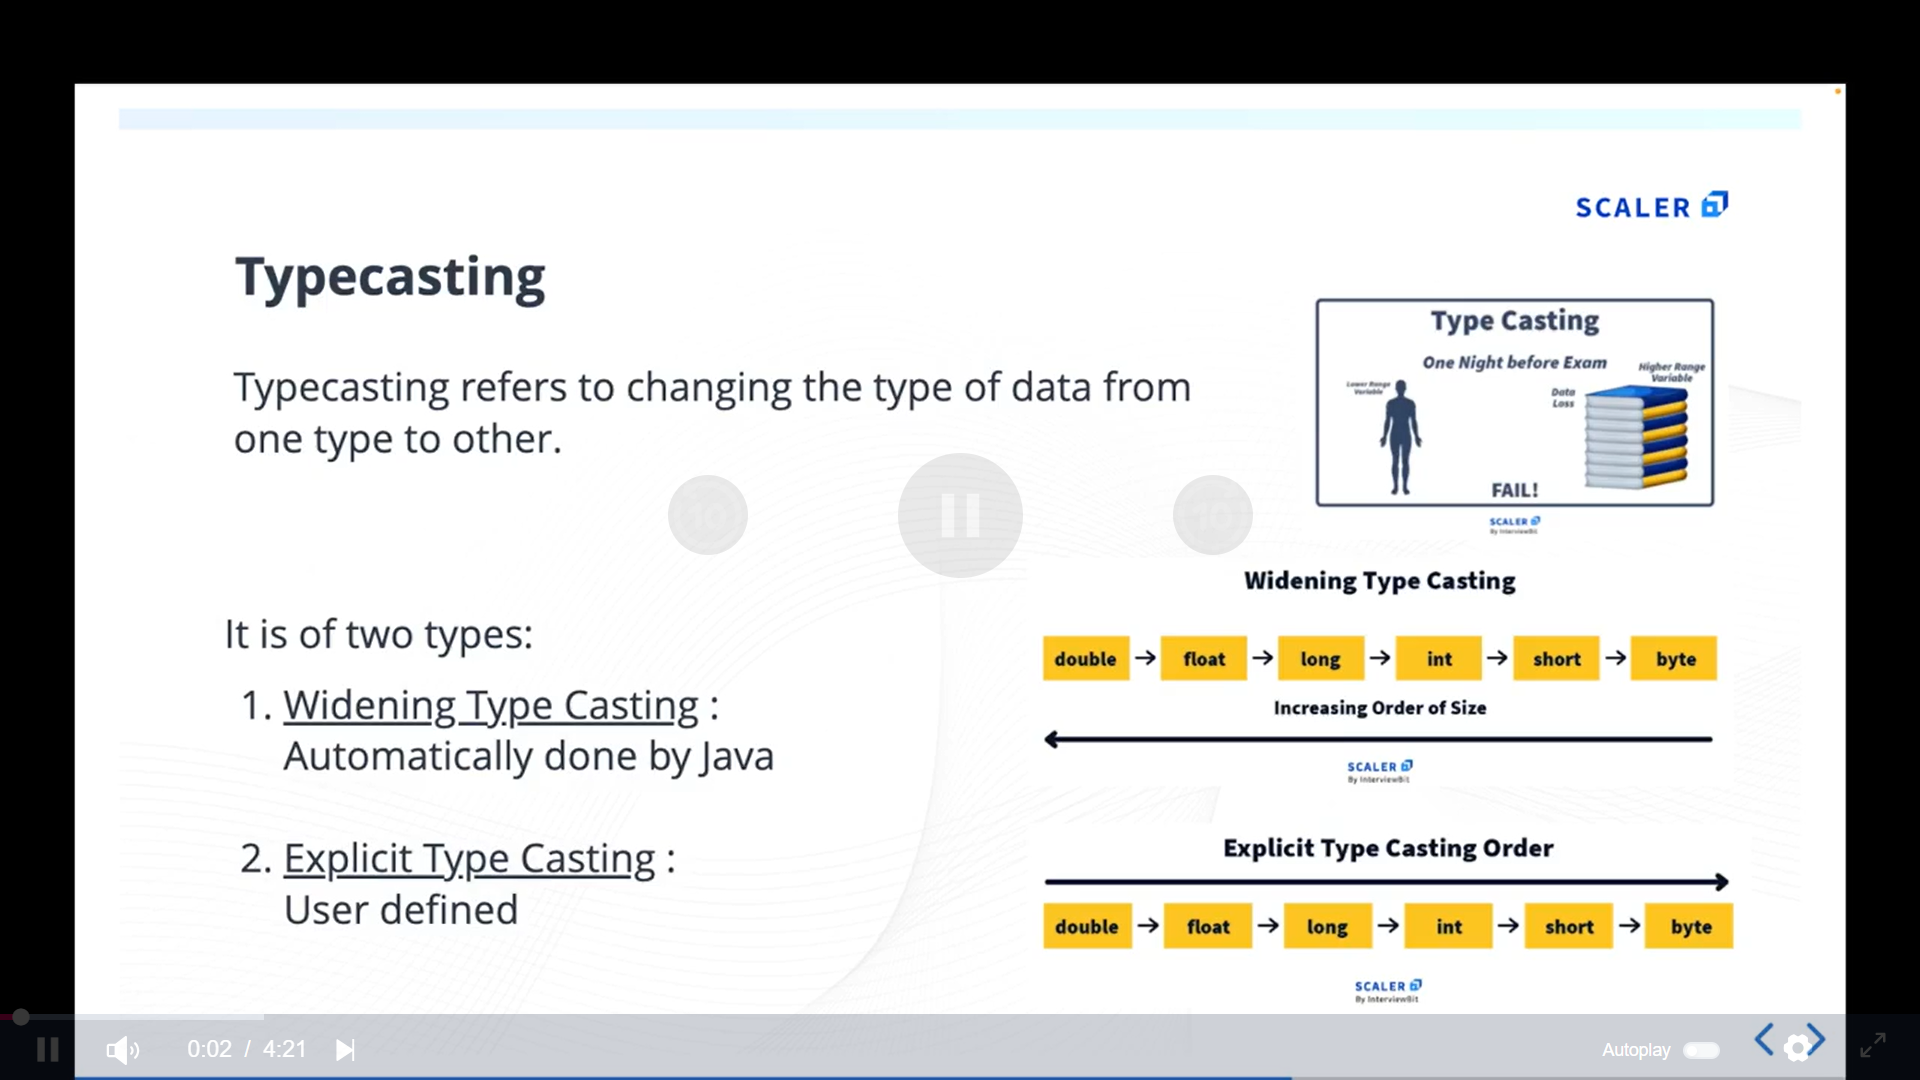 SCALER
Typecasting
Typecasting refers to changing the type of data from
one type to other.
Type Casting
One Night before Exam
Lower Range
Variable
Higher Range
Variable
Data
Loss
FAIL!
SCALER
By InterviewBit
10
10
It is of two types:
1. Widening Type Casting :
Automatically done by Java
2. Explicit Type Casting :
User defined
Widening Type Casting
double → float → long → int → short → byte
Increasing Order of Size
SCALER
By InterviewBit
Explicit Type Casting Order
double → float → long → int → short → byte
SCALER
By InterviewBit
0:02 / 4:21
Autoplay